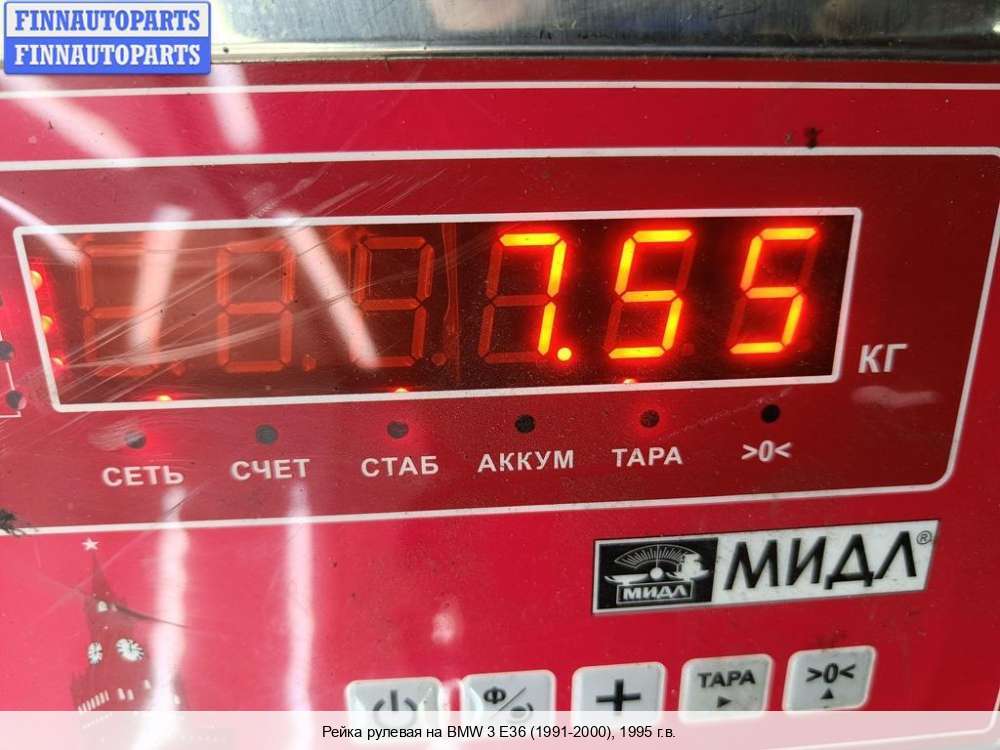 FINNAUTOPARTS
FINNAUTOPARTS
7.55
КГ
СЕТЬ СЧЕТ СТАБ АККУМ ТАРА >0<
МИДЛ МИДЛ®
Ф + ТАРА >0<
Рейка рулевая на BMW 3 E36 (1991-2000), 1995 г.в.